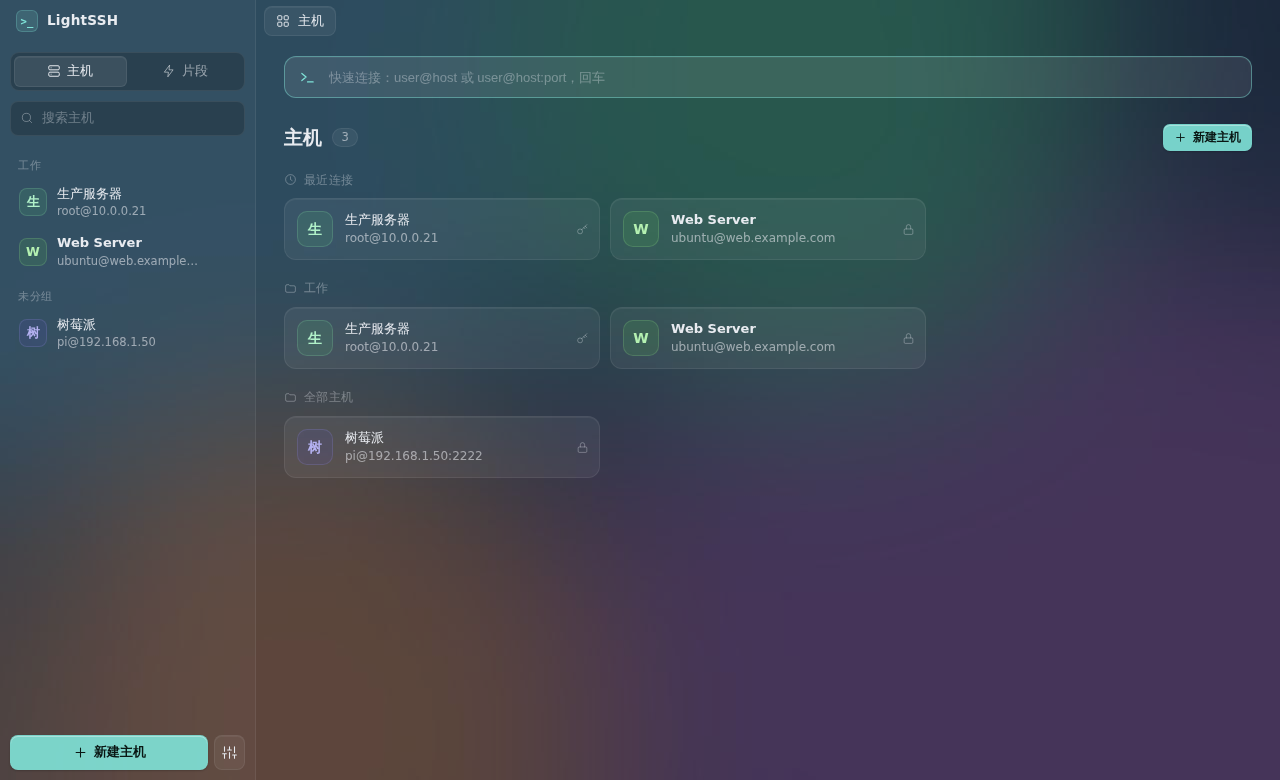 >_ LightSSH
主机
片段
搜索主机
工作
生
生产服务器
root@10.0.0.21
W
Web Server
ubuntu@web.example...
未分组
树
树莓派
pi@192.168.1.50
新建主机
主机
快速连接：user@host 或 user@host:port，回车
主机 3
新建主机
最近连接
生
生产服务器
root@10.0.0.21
W
Web Server
ubuntu@web.example.com
工作
生
生产服务器
root@10.0.0.21
W
Web Server
ubuntu@web.example.com
全部主机
树
树莓派
pi@192.168.1.50:2222